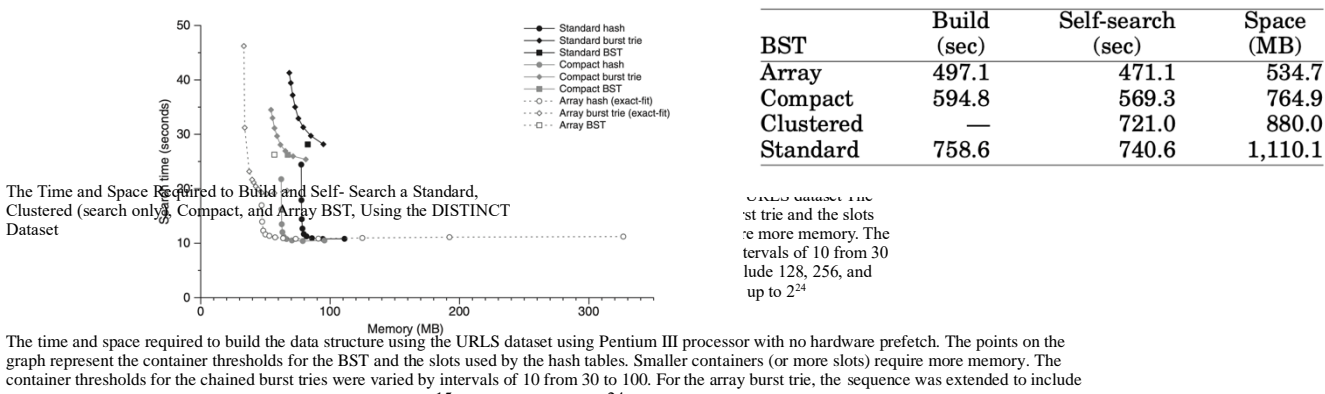 50
40
30
20
10
0
0
100
200
300
Search time (seconds)
Memory (MB)
Standard hash
Standard burst trie
Standard BST
Compact hash
Compact burst trie
Compact BST
Array hash (exact-fit)
Array burst trie (exact-fit)
Array BST
BST Build (sec) Self-search (sec) Space (MB)
Array 497.1 471.1 534.7
Compact 594.8 569.3 764.9
Clustered — 721.0 880.0
Standard 758.6 740.6 1,110.1
The Time and Space Required to Build and Self- Search a Standard,
Clustered (search only), Compact, and Array BST, Using the DISTINCT
Dataset
URLS dataset The
st trie and the slots
re more memory. The
tervals of 10 from 30
lude 128, 256, and
up to 2²⁴
The time and space required to build the data structure using the URLS dataset using Pentium III processor with no hardware prefetch. The points on the
graph represent the container thresholds for the BST and the slots used by the hash tables. Smaller containers (or more slots) require more memory. The
container thresholds for the chained burst tries were varied by intervals of 10 from 30 to 100. For the array burst trie, the sequence was extended to include